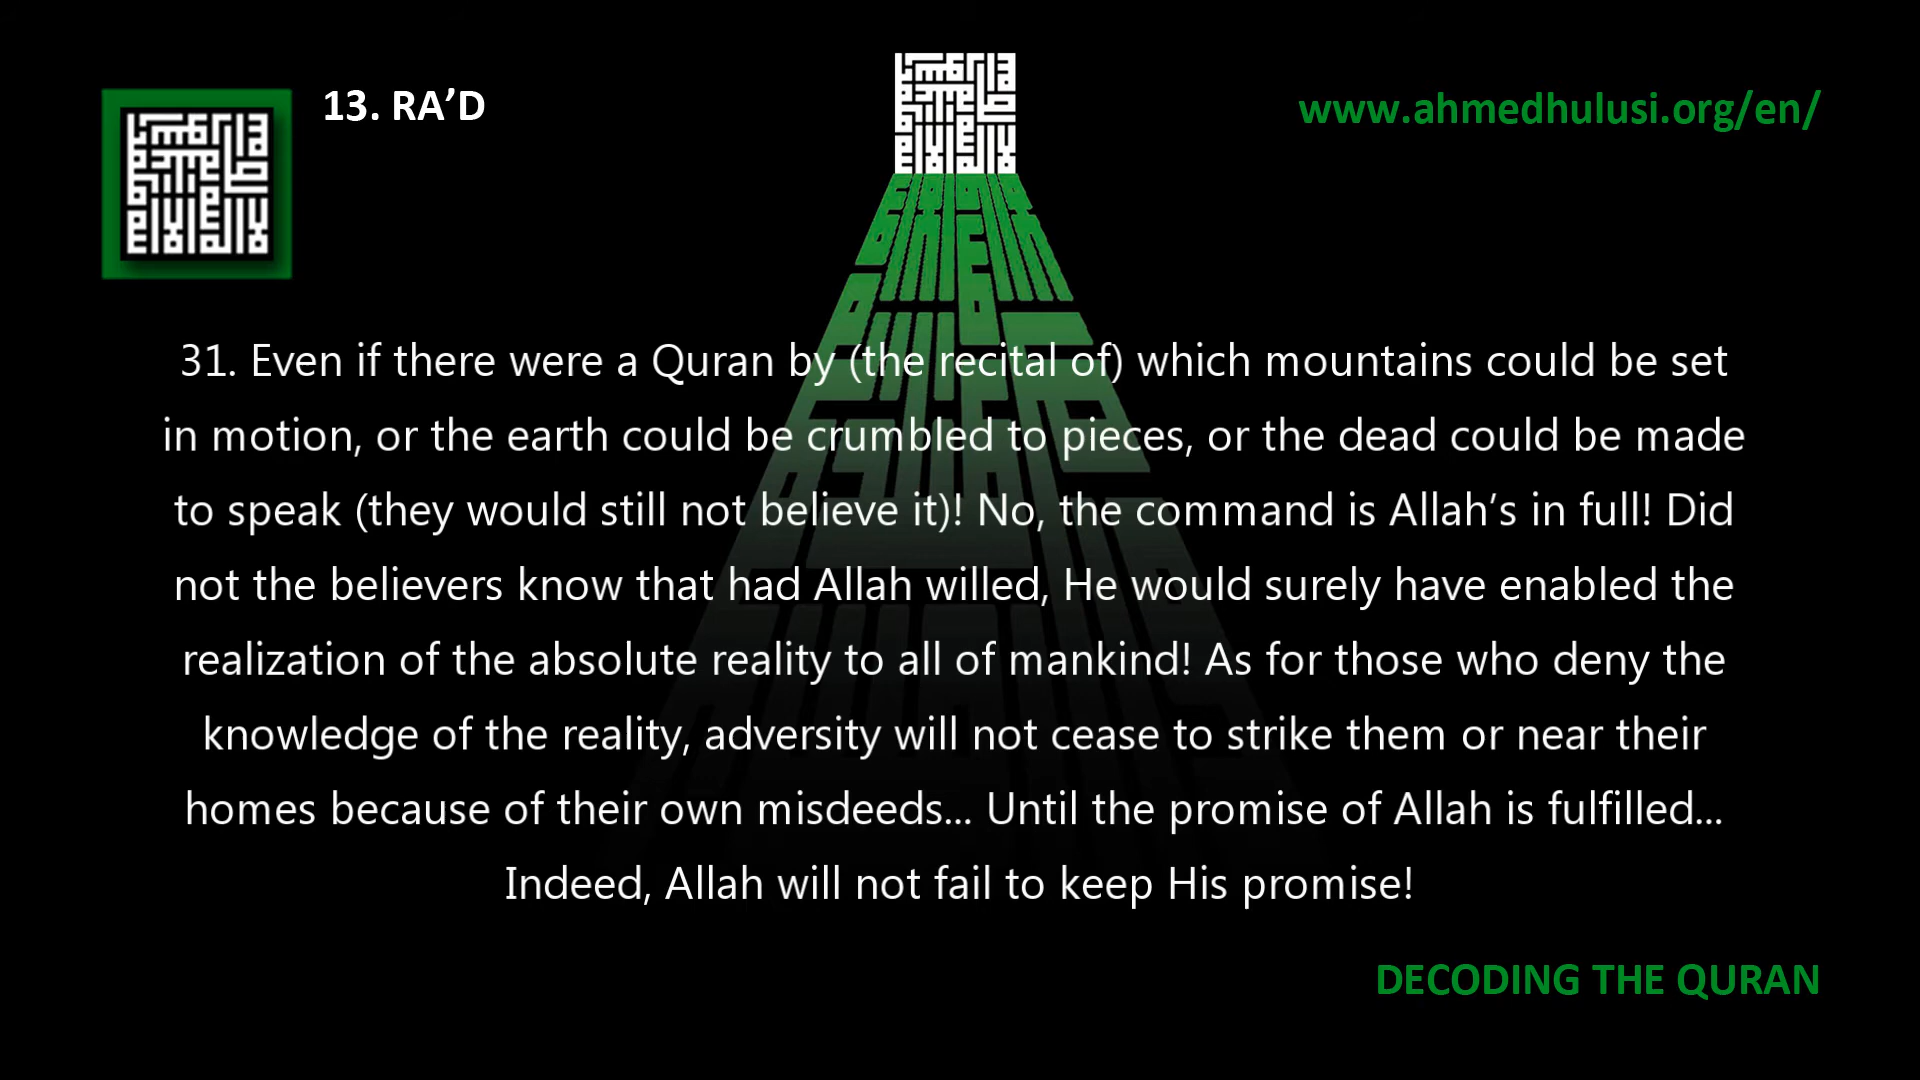 13. RA’D
www.ahmedhulusi.org/en/
31. Even if there were a Quran by (the recital of) which mountains could be set
in motion, or the earth could be crumbled to pieces, or the dead could be made
to speak (they would still not believe it)! No, the command is Allah’s in full! Did
not the believers know that had Allah willed, He would surely have enabled the
realization of the absolute reality to all of mankind! As for those who deny the
knowledge of the reality, adversity will not cease to strike them or near their
homes because of their own misdeeds... Until the promise of Allah is fulfilled...
Indeed, Allah will not fail to keep His promise!
DECODING THE QURAN